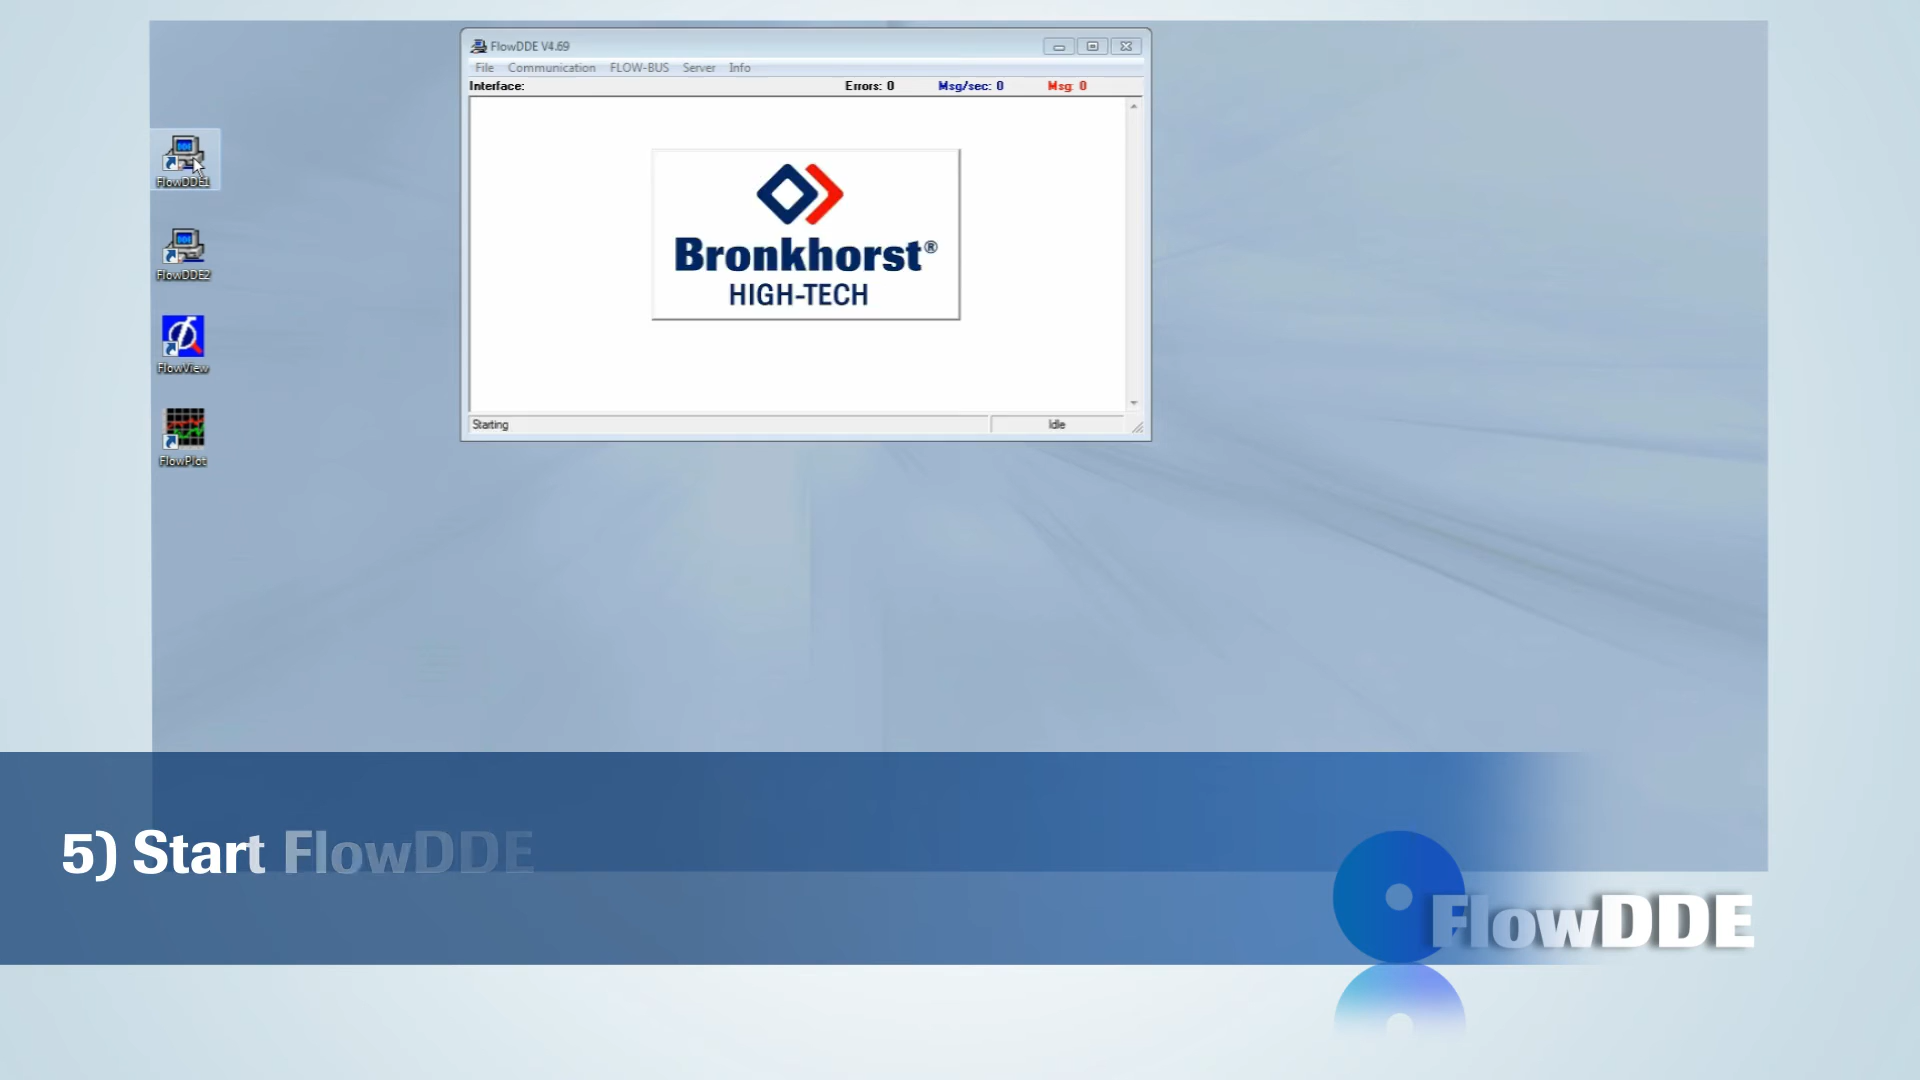 FlowDDE V4.69
File Communication FLOW-BUS Server Info
Interface: Errors: 0 Msg/sec: 0 Msg: 0
FlowDDE1
Bronkhorst®
HIGH-TECH
FlowDDE2
FlowView
Starting Idle
FlowPlot
5) Start FlowDDE
FlowDDE